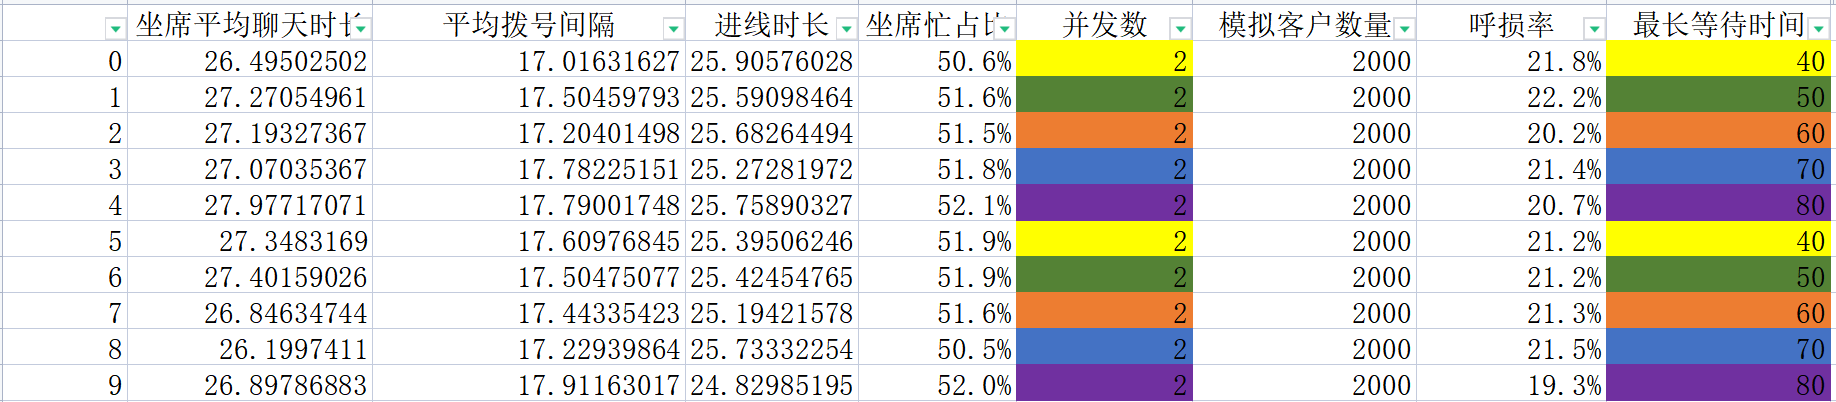 坐席平均聊天时长 平均拨号间隔 进线时长 坐席忙占比 并发数 模拟客户数量 呼损率 最长等待时间
0 26.49502502 17.01631627 25.90576028 50.6% 2 2000 21.8% 40
1 27.27054961 17.50459793 25.59098464 51.6% 2 2000 22.2% 50
2 27.19327367 17.20401498 25.68264494 51.5% 2 2000 20.2% 60
3 27.07035367 17.78225151 25.27281972 51.8% 2 2000 21.4% 70
4 27.97717071 17.79001748 25.75890327 52.1% 2 2000 20.7% 80
5 27.3483169 17.60976845 25.39506246 51.9% 2 2000 21.2% 40
6 27.40159026 17.50475077 25.42454765 51.9% 2 2000 21.2% 50
7 26.84634744 17.44335423 25.19421578 51.6% 2 2000 21.3% 60
8 26.1997411 17.22939864 25.73332254 50.5% 2 2000 21.5% 70
9 26.89786883 17.91163017 24.82985195 52.0% 2 2000 19.3% 80